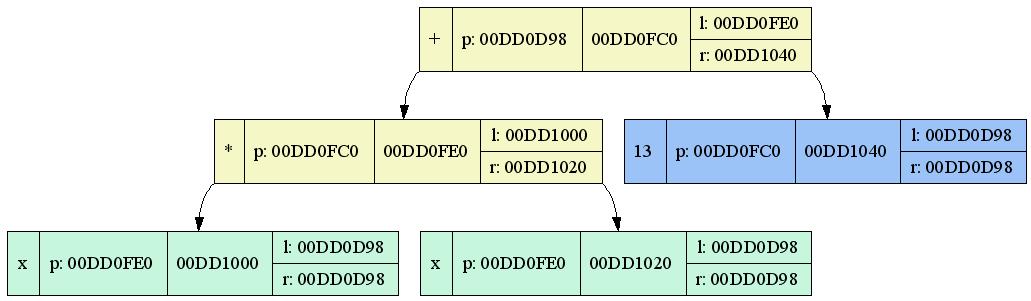 + p: 00DD0D98 00DD0FC0 l: 00DD0FE0
r: 00DD1040
* p: 00DD0FC0 00DD0FE0 l: 00DD1000
r: 00DD1020
13 p: 00DD0FC0 00DD1040 l: 00DD0D98
r: 00DD0D98
x p: 00DD0FE0 00DD1000 l: 00DD0D98
r: 00DD0D98
x p: 00DD0FE0 00DD1020 l: 00DD0D98
r: 00DD0D98